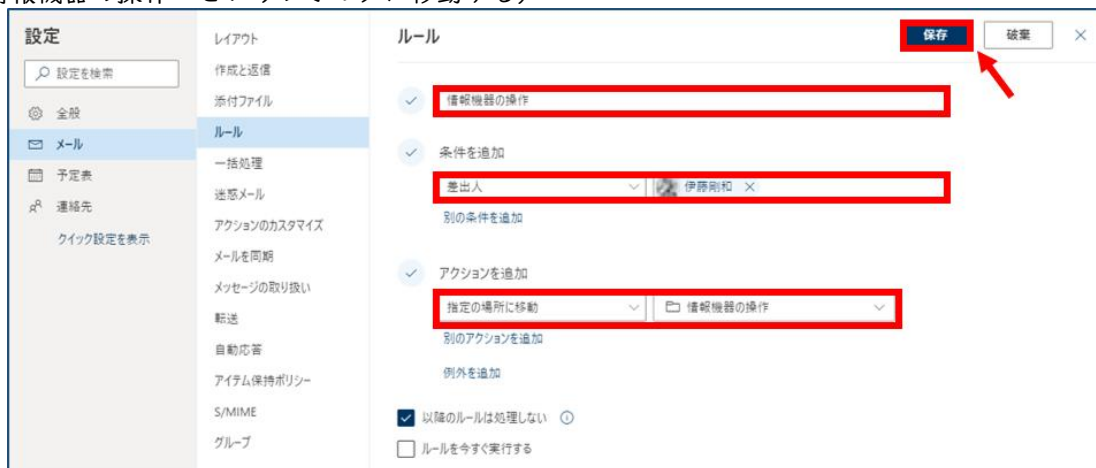 設定
設定を検索
全般
メール
予定表
連絡先
クイック設定を表示
レイアウト
作成と返信
添付ファイル
ルール
一括処理
迷惑メール
アクションのカスタマイズ
メールを同期
メッセージの取り扱い
転送
自動応答
アイテム保持ポリシー
S/MIME
グループ
ルール
保存 破棄
情報機器の操作
条件を追加
差出人 伊藤剛和
別の条件を追加
アクションを追加
指定の場所に移動 情報機器の操作
別のアクションを追加
例外を追加
以降のルールは処理しない
ルールを今すぐ実行する